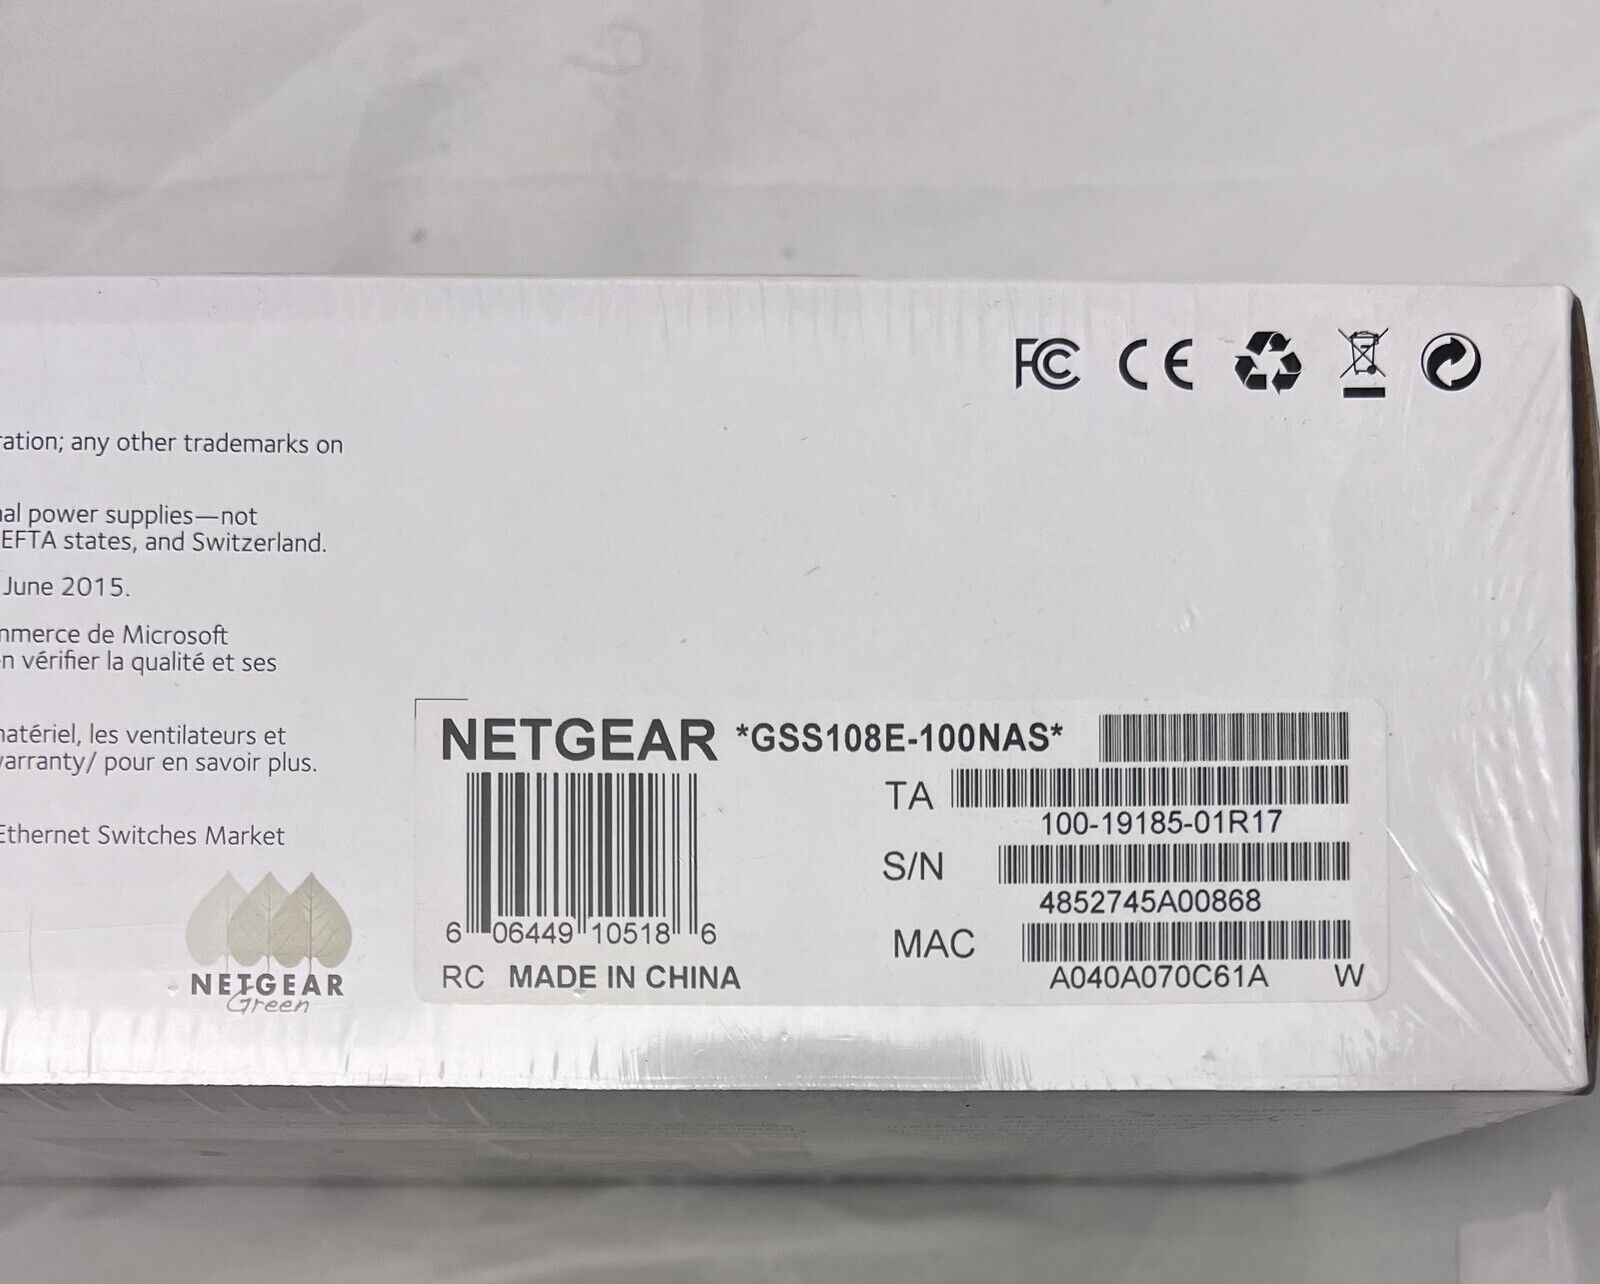 FC CE
ration; any other trademarks on
nal power supplies—not
EFTA states, and Switzerland.
June 2015.
mmerce de Microsoft
en vérifier la qualité et ses
matériel, les ventilateurs et
warranty/ pour en savoir plus.
Ethernet Switches Market
NETGEAR
Green
NETGEAR *GSS108E-100NAS*
TA
100-19185-01R17
S/N
4852745A00868
MAC
A040A070C61A W
6 06449 10518 6
RC MADE IN CHINA